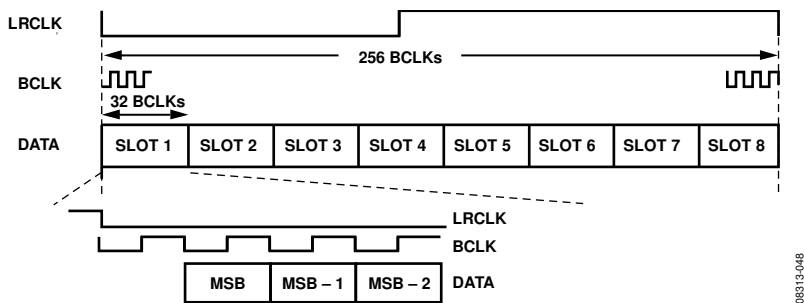 LRCLK
256 BCLKs
BCLK
32 BCLKs
DATA SLOT 1 SLOT 2 SLOT 3 SLOT 4 SLOT 5 SLOT 6 SLOT 7 SLOT 8
LRCLK
BCLK
MSB MSB – 1 MSB – 2 DATA
08313-048